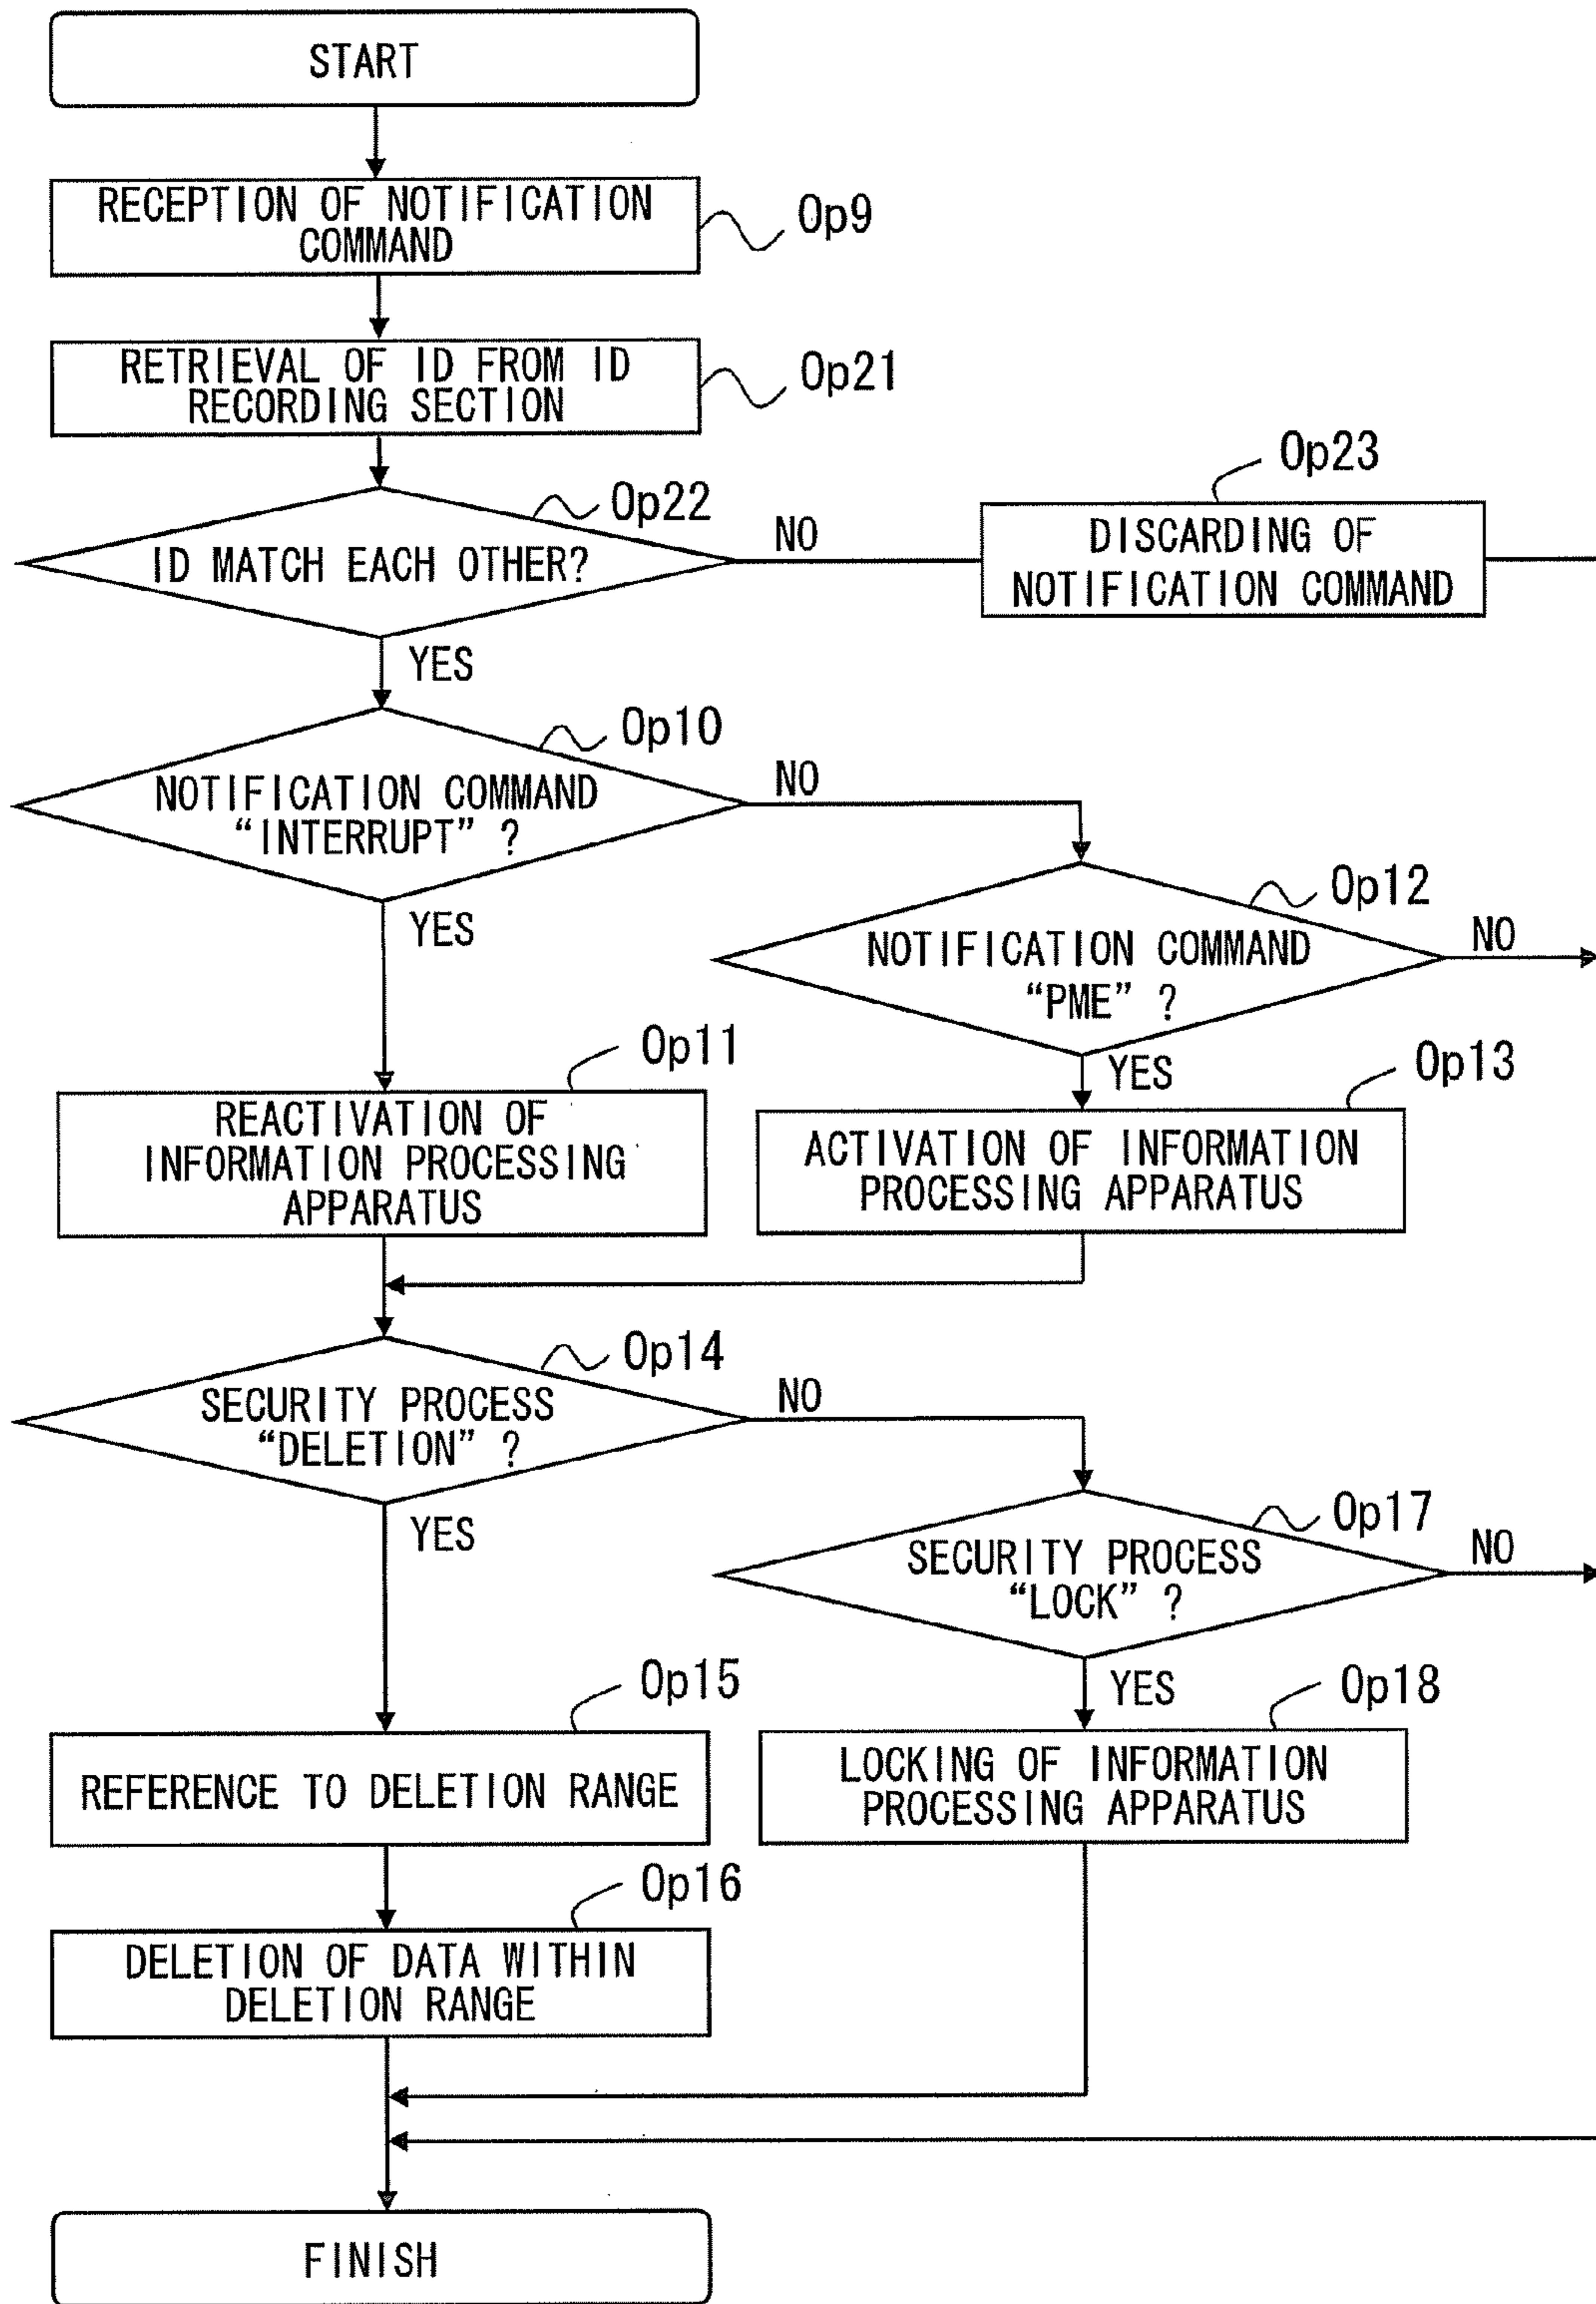 START
RECEPTION OF NOTIFICATION
COMMAND
Op9
RETRIEVAL OF ID FROM ID
RECORDING SECTION
Op21
Op22
ID MATCH EACH OTHER?
NO
Op23
DISCARDING OF
NOTIFICATION COMMAND
YES
Op10
NOTIFICATION COMMAND
“INTERRUPT” ?
NO
YES
Op12
NOTIFICATION COMMAND
“PME” ?
NO
YES
Op11
REACTIVATION OF
INFORMATION PROCESSING
APPARATUS
Op13
ACTIVATION OF INFORMATION
PROCESSING APPARATUS
Op14
SECURITY PROCESS
“DELETION” ?
NO
YES
Op17
SECURITY PROCESS
“LOCK” ?
NO
YES
Op15
REFERENCE TO DELETION RANGE
Op18
LOCKING OF INFORMATION
PROCESSING APPARATUS
Op16
DELETION OF DATA WITHIN
DELETION RANGE
FINISH